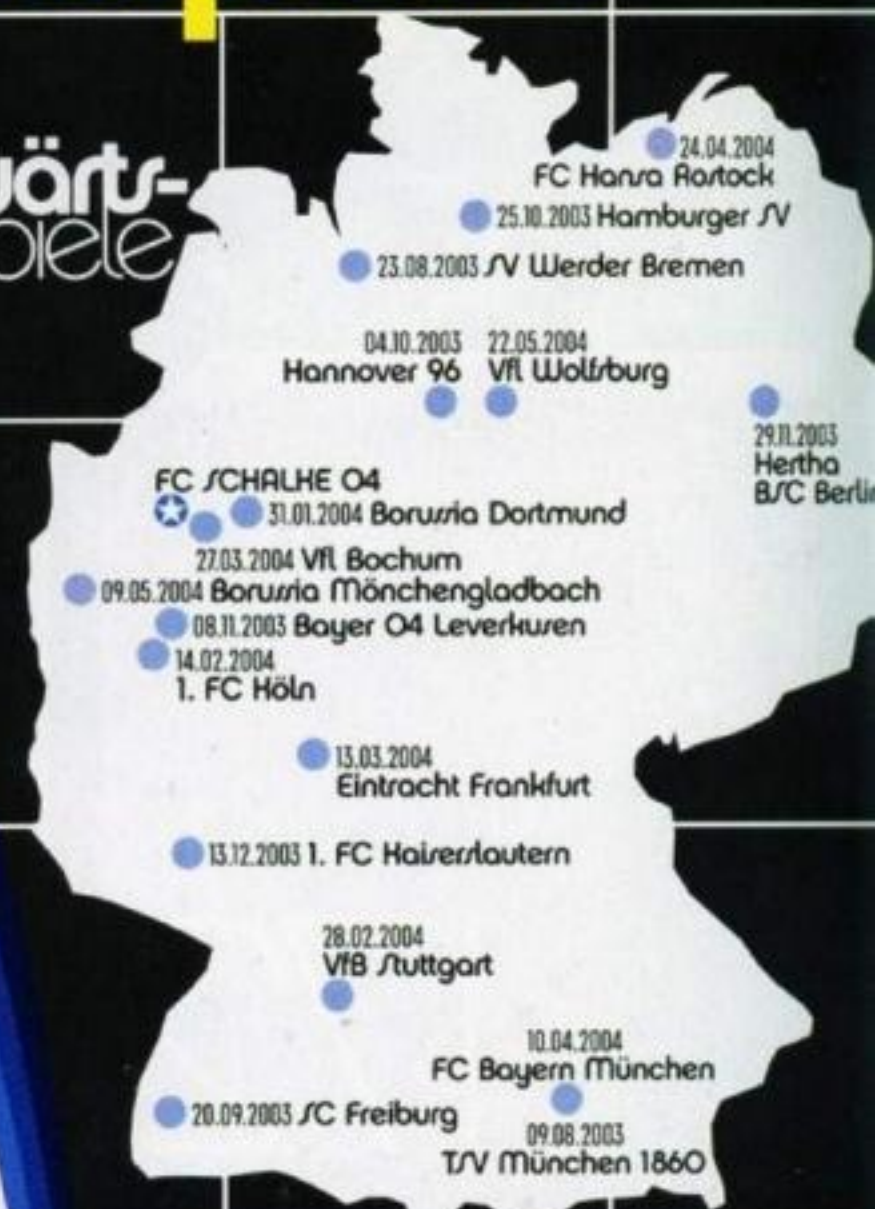 wärts-
piele
24.04.2004
FC Hansa Rostock
25.10.2003 Hamburger SV
23.08.2003 SV Werder Bremen
04.10.2003 22.05.2004
Hannover 96 Vfl Wolfsburg
29.11.2003
Hertha
BSC Berlin
FC SCHALKE 04
31.01.2004 Borussia Dortmund
27.03.2004 Vfl Bochum
09.05.2004 Borussia Mönchengladbach
08.11.2003 Bayer 04 Leverkusen
14.02.2004
1. FC Köln
13.03.2004
Eintracht Frankfurt
13.12.2003 1. FC Kaiserslautern
28.02.2004
VfB Stuttgart
10.04.2004
FC Bayern München
20.09.2003 SC Freiburg
09.08.2003
TSV München 1860